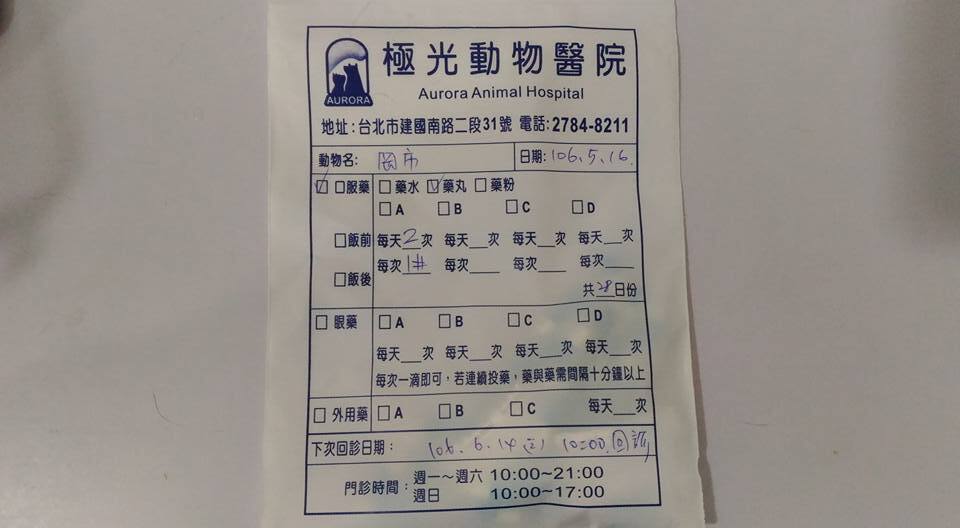 極光動物醫院
AURORA
Aurora Animal Hospital
地址:台北市建國南路二段31號 電話:2784-8211
動物名: 岡市 日期: 106.5.16.
☑ □服藥 □藥水 ☑藥丸 □藥粉
□A □B □C □D
□飯前 每天2次 每天__次 每天__次 每天__次
□飯後 每次1# 每次__ 每次__ 每次__
共28日份
□ 眼藥 □A □B □C □D
每天__次 每天__次 每天__次 每天__次
每次一滴即可,若連續投藥,藥與藥需間隔十分鐘以上
□ 外用藥 □A □B □C 每天__次
下次回診日期: 106.6.14(三) 10:00 回診
門診時間: 週一~週六 10:00~21:00
週日 10:00~17:00